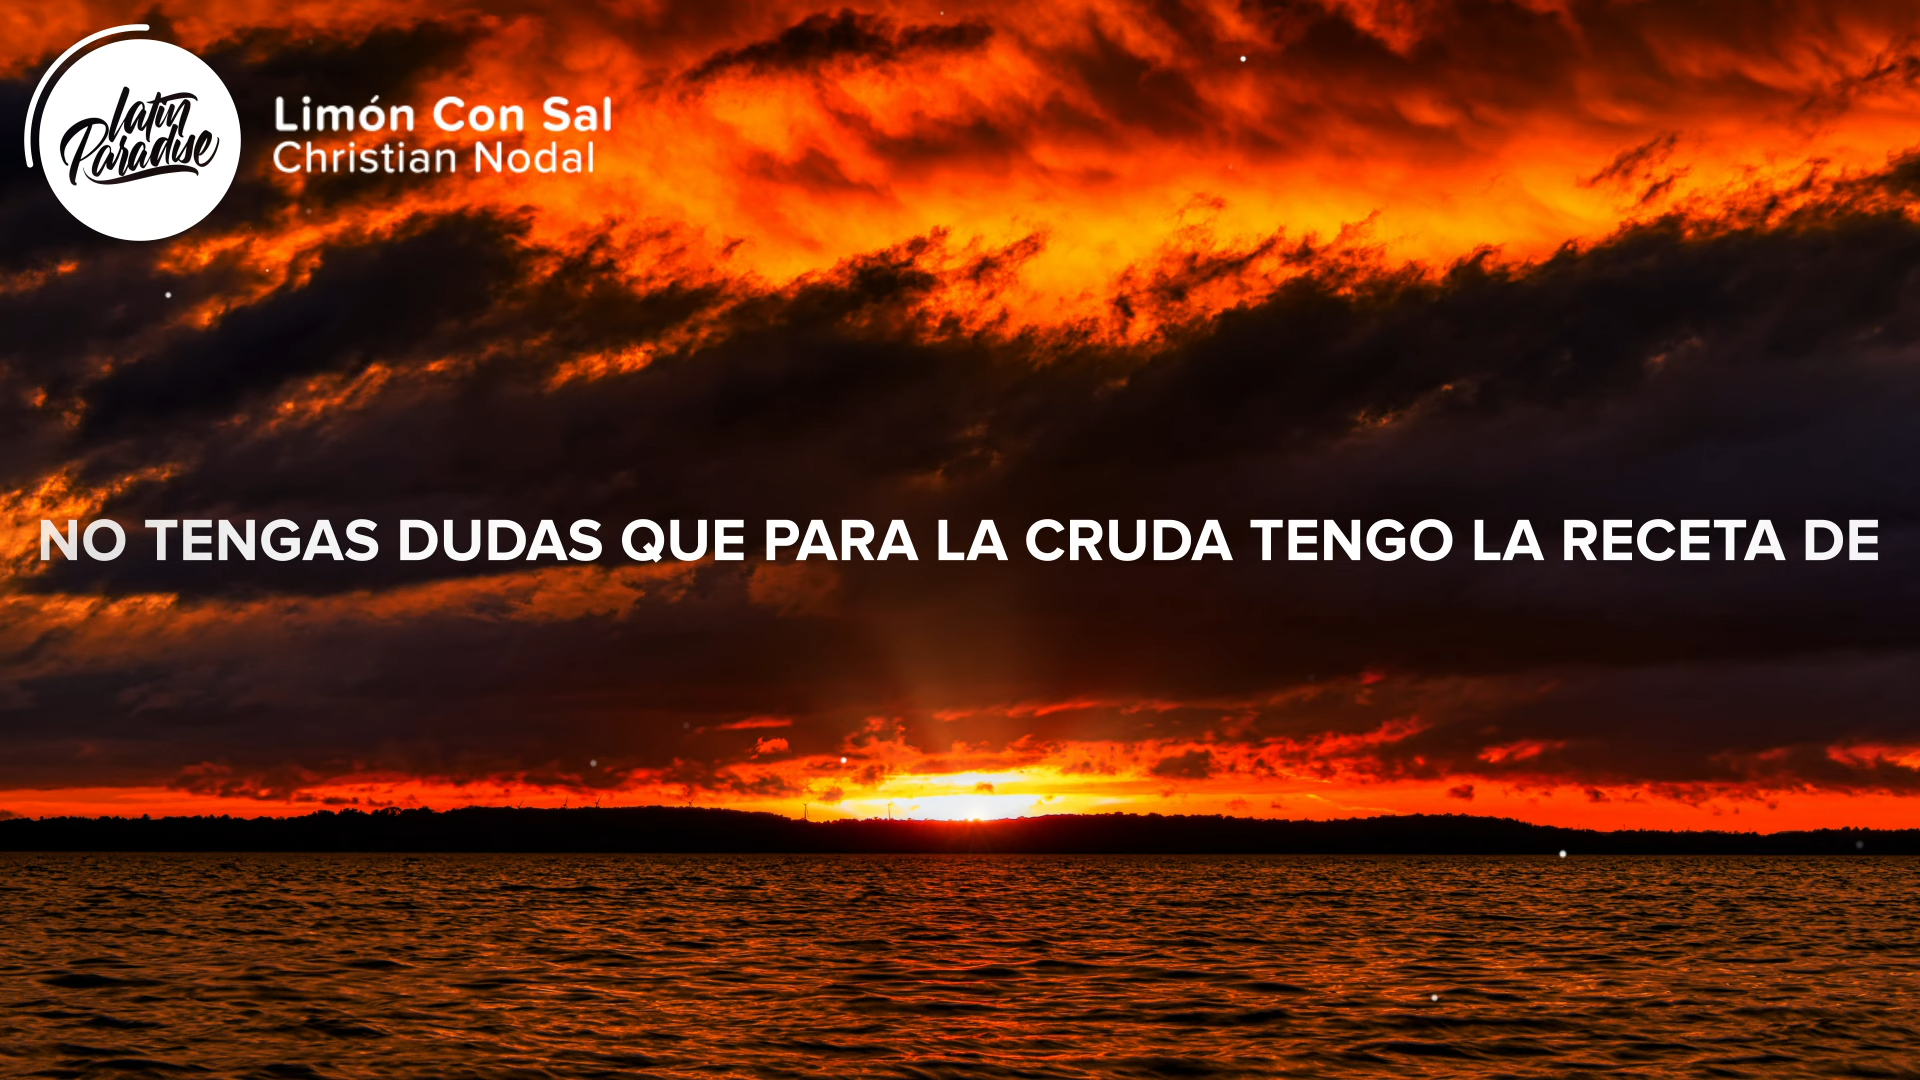 latin
Paradise
Limón Con Sal
Christian Nodal
NO TENGAS DUDAS QUE PARA LA CRUDA TENGO LA RECETA DE